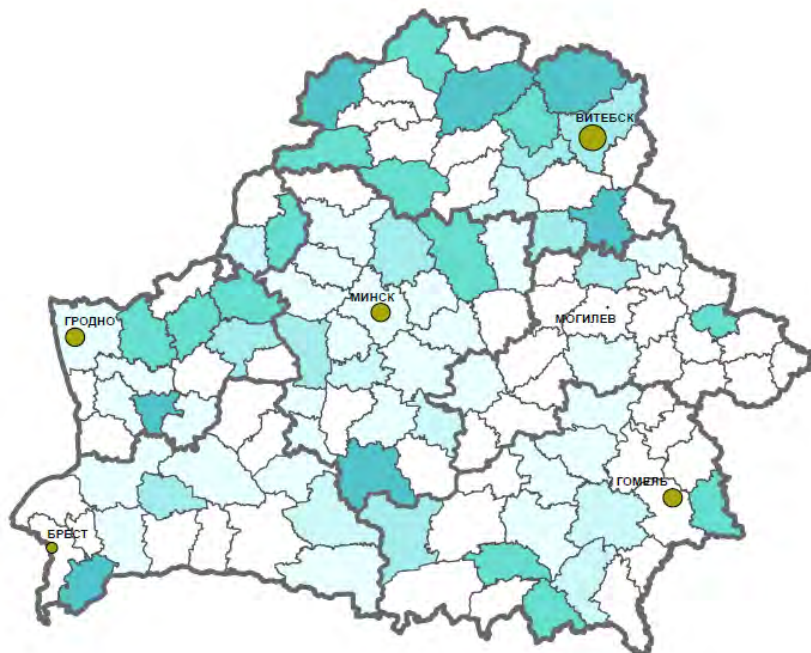 ВИТЕБСК
МИНСК
ГРОДНО
МОГИЛЕВ
ГОМЕЛЬ
БРЕСТ